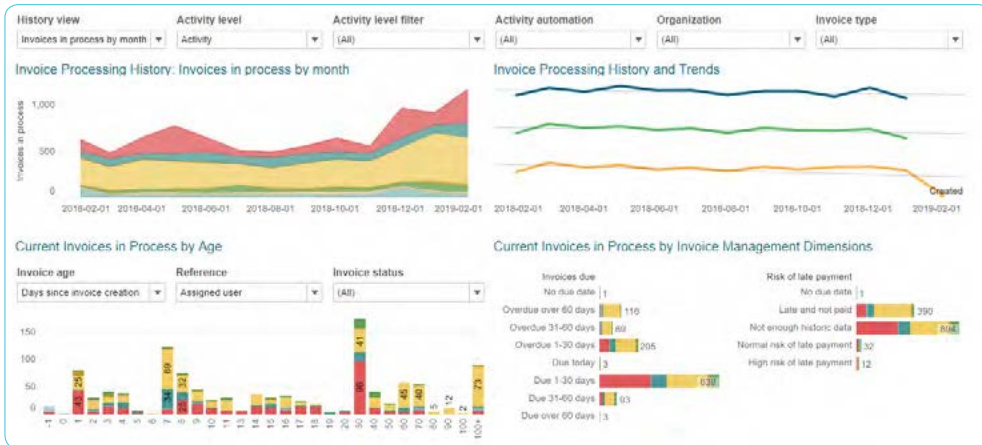 History view Activity level Activity level filter Activity automation Organization Invoice type
Invoices in process by month Activity (All) (All) (All) (All)
Invoice Processing History: Invoices in process by month
1,000
500
0
Invoices in process
2018-02-01 2018-04-01 2018-06-01 2018-08-01 2018-10-01 2018-12-01 2019-02-01
Invoice Processing History and Trends
Created
2018-02-01 2018-04-01 2018-06-01 2018-08-01 2018-10-01 2018-12-01 2019-02-01
Current Invoices in Process by Age
Invoice age Reference Invoice status
Days since invoice creation Assigned user (All)
150
100
50
0
43 25 34 69 25 32 96 41 45 40 5 12 2 73
-1 0 1 2 3 4 5 6 7 8 9 10 11 13 14 15 16 17 18 19 20 30 40 50 60 70 80 90 100 100+
Current Invoices in Process by Invoice Management Dimensions
Invoices due
No due date 1
Overdue over 60 days 116
Overdue 31-60 days 69
Overdue 1-30 days 205
Due today 3
Due 1-30 days 639
Due 31-60 days 93
Due over 60 days 3
Risk of late payment
No due date 1
Late and not paid 390
Not enough historic data 694
Normal risk of late payment 32
High risk of late payment 12